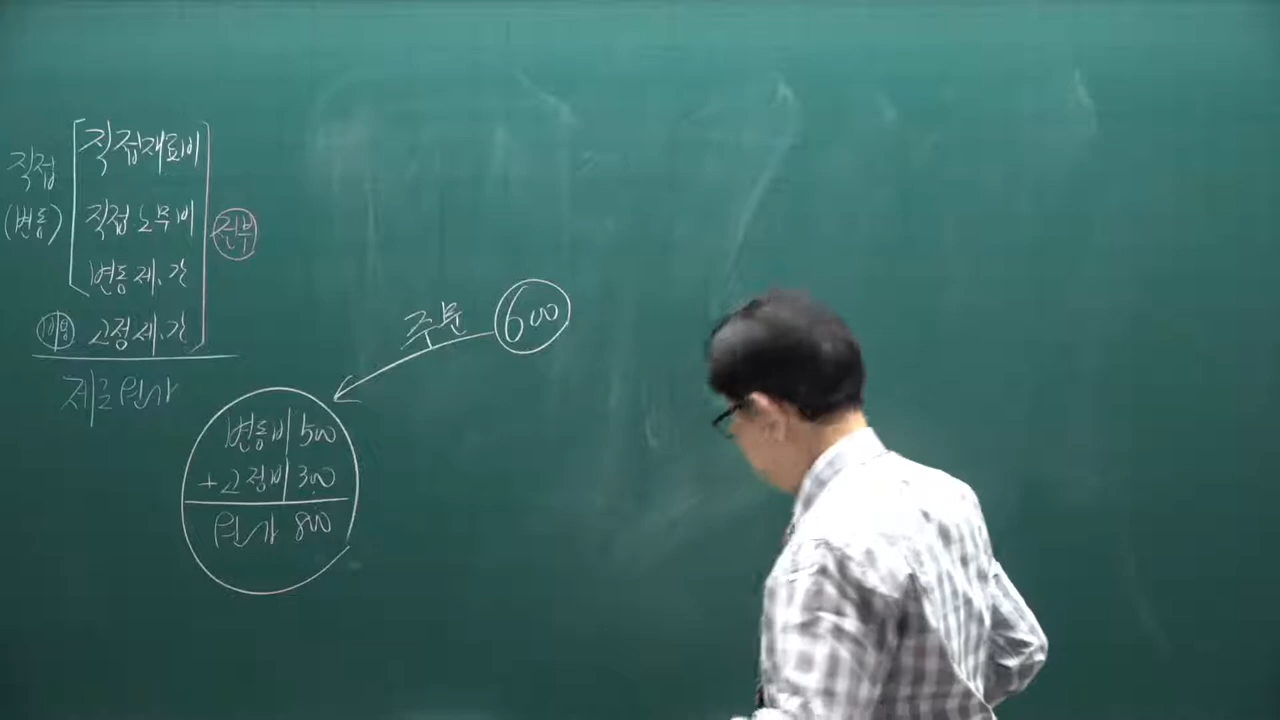 직접
(변동)
직접재료비
직접노무비
변동제.간
고정제.간
전부
제조원가
주문
600
변동비 500
+고정비 300
원가 800